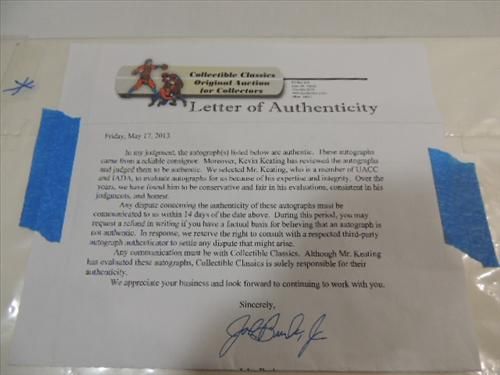 Collectible Classics
Original Auction
for Collectors
Letter of Authenticity
Friday, May 17, 2013
In my judgment, the autograph(s) listed below are authentic. These autographs
came from a reliable consignor. Moreover, Kevin Keating has reviewed the autographs
and judged them to be authentic. We selected Mr. Keating, who is a member of UACC
and IADA, to evaluate autographs for us because of his expertise and integrity. Over the
years, we have found him to be conservative and fair in his evaluations, consistent in his
judgments, and honest.
Any dispute concerning the authenticity of these autographs must be
communicated to us within 14 days of the date above. During this period, you may
request a refund in writing if you have a factual basis for believing that an autograph is
not authentic. In response, we reserve the right to consult with a respected third-party
autograph authenticator to settle any dispute that might arise.
Any communication must be with Collectible Classics. Although Mr. Keating
has evaluated these autographs, Collectible Classics is solely responsible for their
authenticity.
We appreciate your business and look forward to continuing to work with you.
Sincerely,